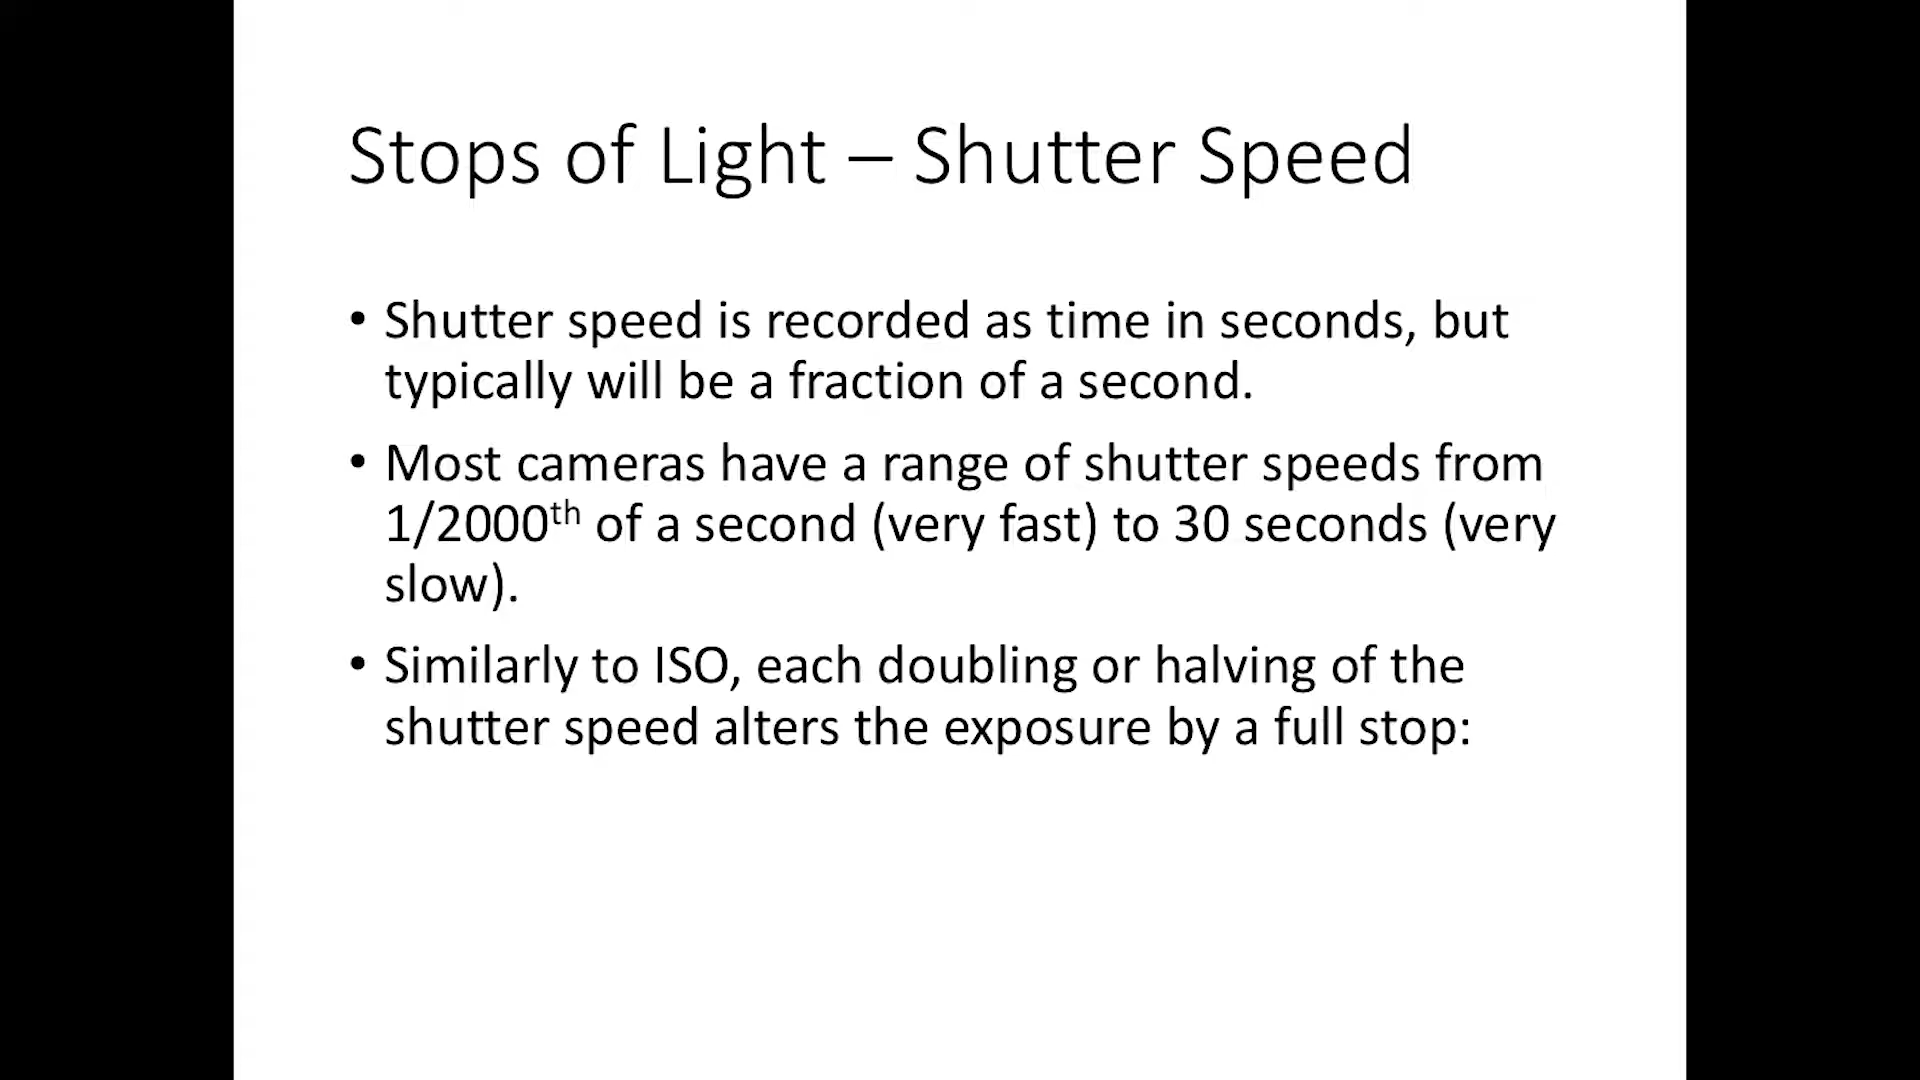 Stops of Light – Shutter Speed
• Shutter speed is recorded as time in seconds, but
typically will be a fraction of a second.
• Most cameras have a range of shutter speeds from
1/2000th of a second (very fast) to 30 seconds (very
slow).
• Similarly to ISO, each doubling or halving of the
shutter speed alters the exposure by a full stop: